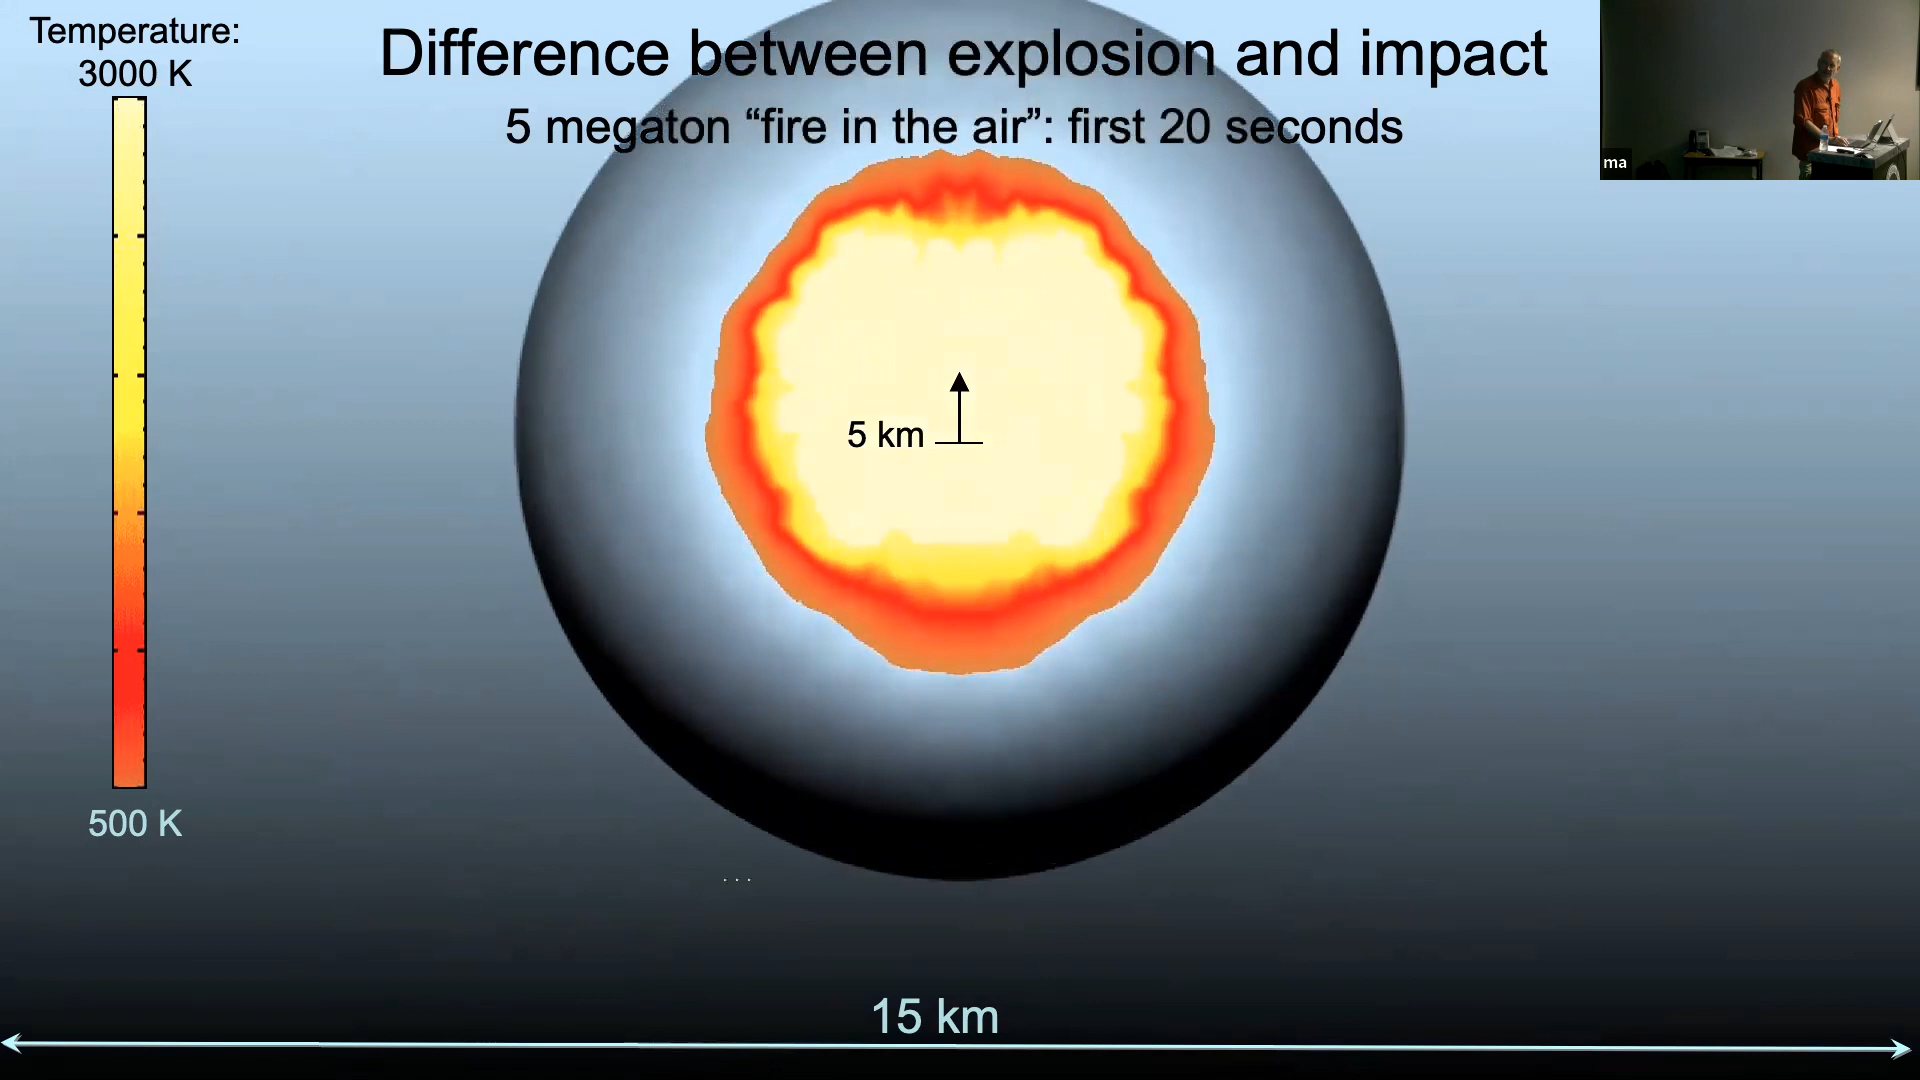 Temperature:
3000 K
Difference between explosion and impact
5 megaton “fire in the air”: first 20 seconds
ma
5 km
500 K
. . .
15 km